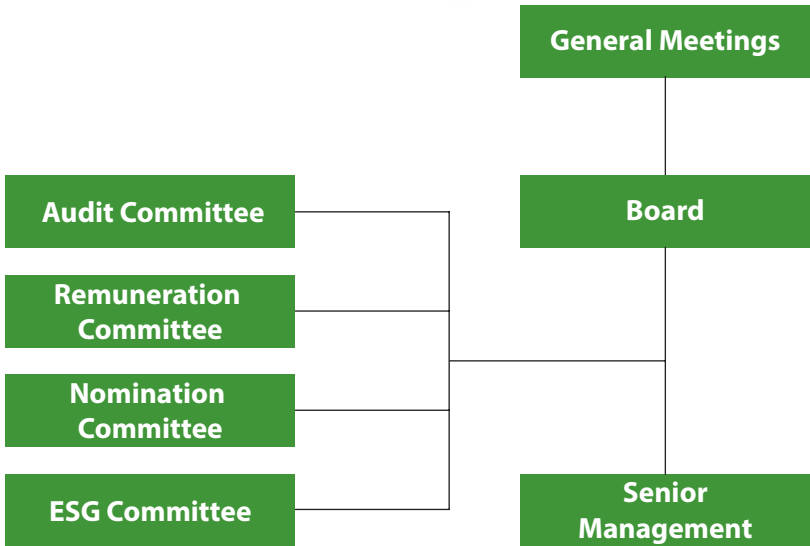 General Meetings
Audit Committee
Board
Remuneration
Committee
Nomination
Committee
ESG Committee
Senior
Management